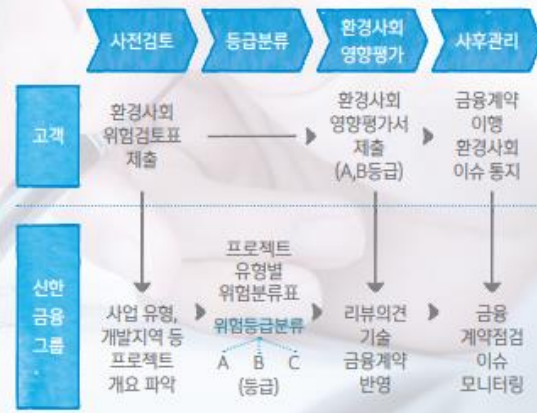 사전검토
등급분류
환경사회
영향평가
사후관리
고객
환경사회
위험검토표
제출
환경사회
영향평가서
제출
(A,B등급)
금융계약
이행
환경사회
이슈 통지
신한
금융
그룹
사업 유형,
개발지역 등
프로젝트
개요 파악
프로젝트
유형별
위험분류표
위험등급분류
A B C
(등급)
리뷰의견
기술
금융계약
반영
금융
계약점검
이슈
모니터링